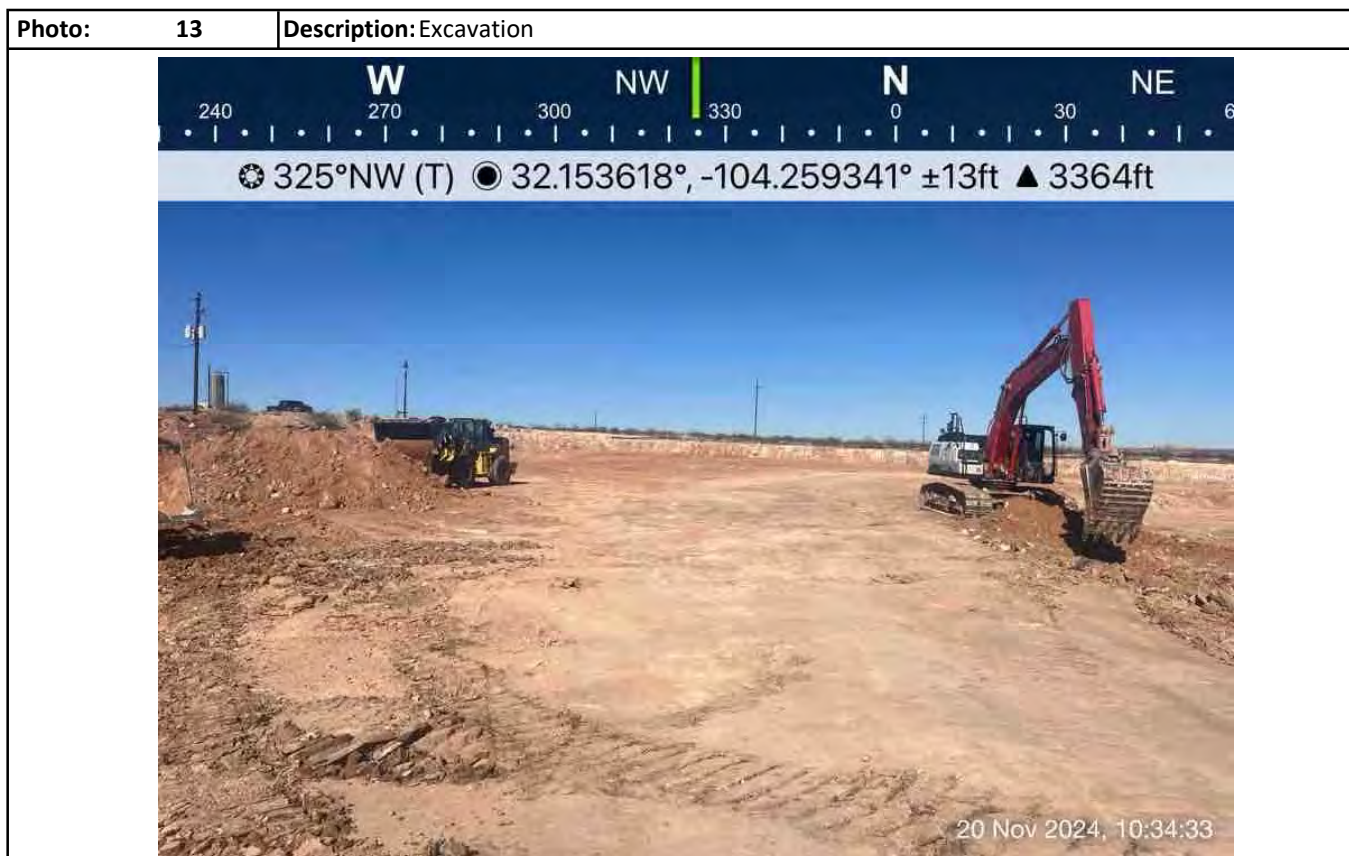 Photo: 13 Description: Excavation
W NW N NE
240 270 300 330 0 30 6
325°NW (T) 32.153618°, -104.259341° ±13ft ▲ 3364ft
20 Nov 2024, 10:34:33